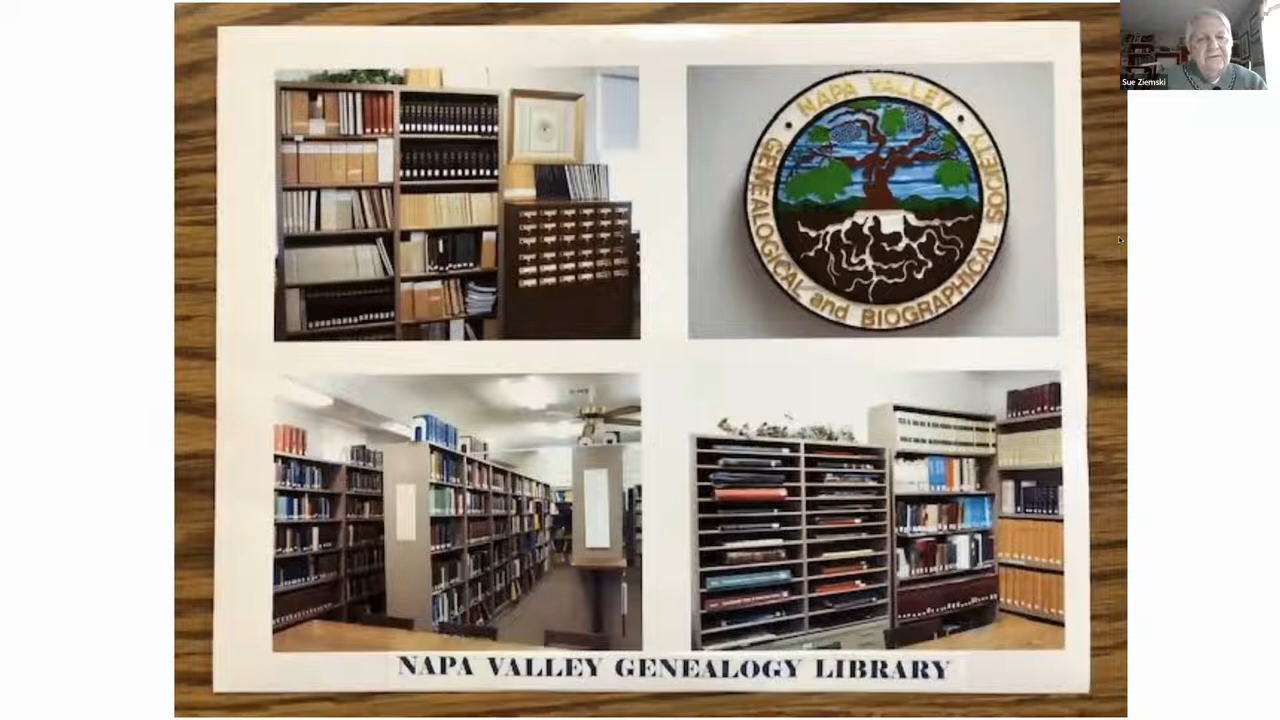 Sue Ziemski
NAPA VALLEY
GENEALOGICAL and BIOGRAPHICAL SOCIETY
NAPA VALLEY GENEALOGY LIBRARY